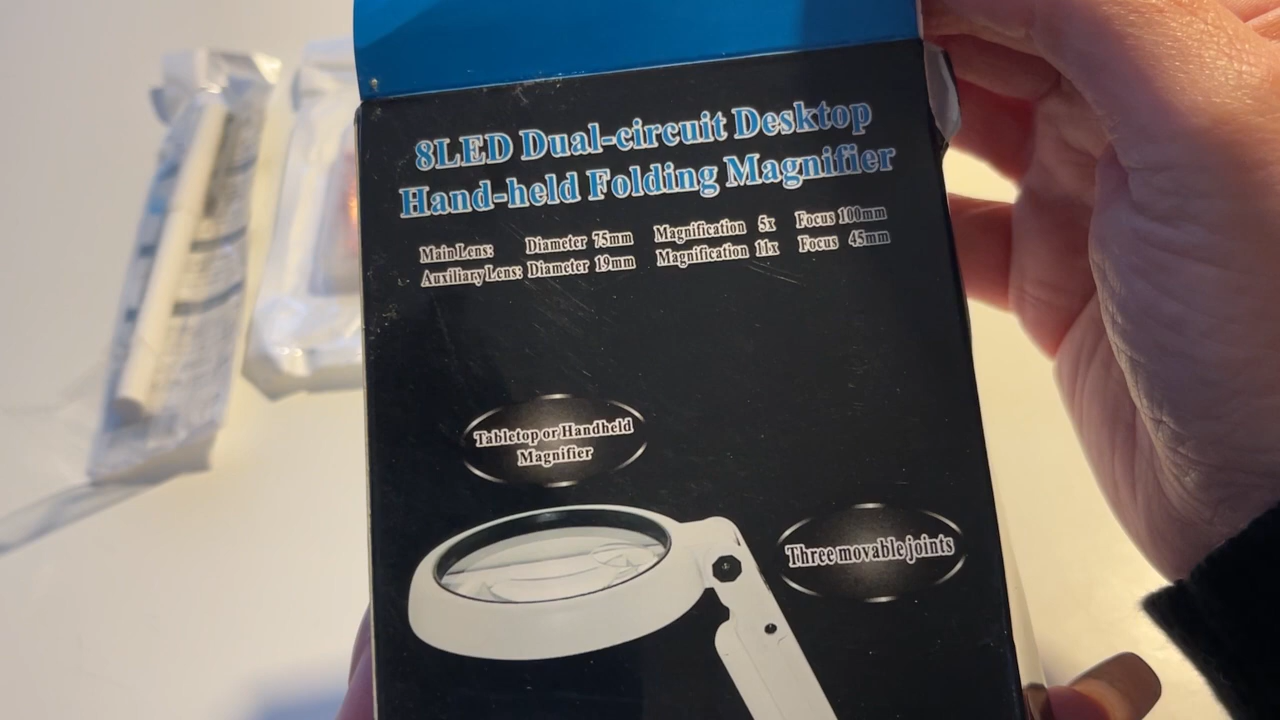 8LED Dual-circuit Desktop
Hand-held Folding Magnifier
Main Lens: Diameter 75mm Magnification 5x Focus 100mm
Auxiliary Lens: Diameter 19mm Magnification 11x Focus 45mm
Tabletop or Handheld
Magnifier
Three movable joints